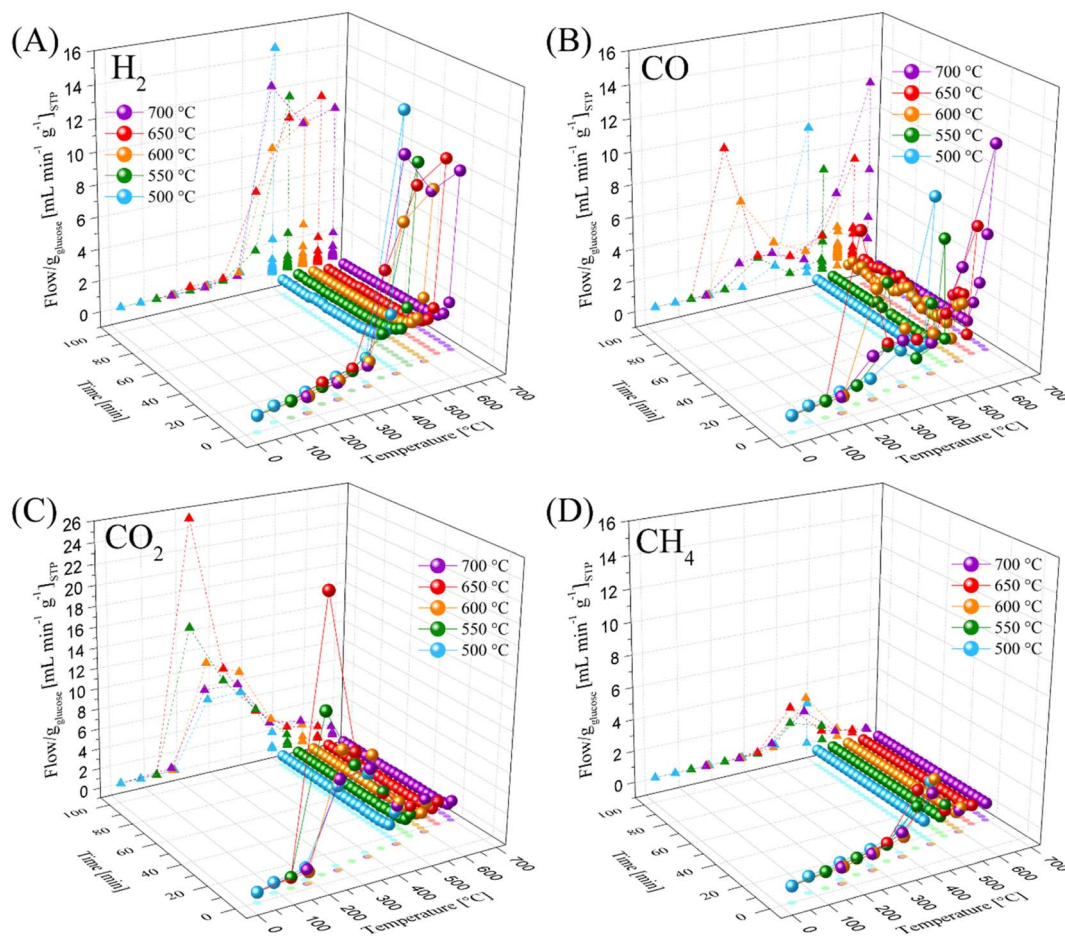 (A)
H2
16
14
12
10
8
6
4
2
0
Flow/gglucose [mL min-1 g-1]STP
700 °C
650 °C
600 °C
550 °C
500 °C
100
80
60
40
20
0
Time [min]
0
100
200
300
400
500
600
700
Temperature [°C]
(B)
CO
16
14
12
10
8
6
4
2
0
Flow/gglucose [mL min-1 g-1]STP
700 °C
650 °C
600 °C
550 °C
500 °C
100
80
60
40
20
0
Time [min]
0
100
200
300
400
500
600
700
Temperature [°C]
(C)
CO2
26
24
22
20
18
16
14
12
10
8
6
4
2
0
Flow/gglucose [mL min-1 g-1]STP
700 °C
650 °C
600 °C
550 °C
500 °C
100
80
60
40
20
0
Time [min]
0
100
200
300
400
500
600
700
Temperature [°C]
(D)
CH4
16
14
12
10
8
6
4
2
0
Flow/gglucose [mL min-1 g-1]STP
700 °C
650 °C
600 °C
550 °C
500 °C
100
80
60
40
20
0
Time [min]
0
100
200
300
400
500
600
700
Temperature [°C]